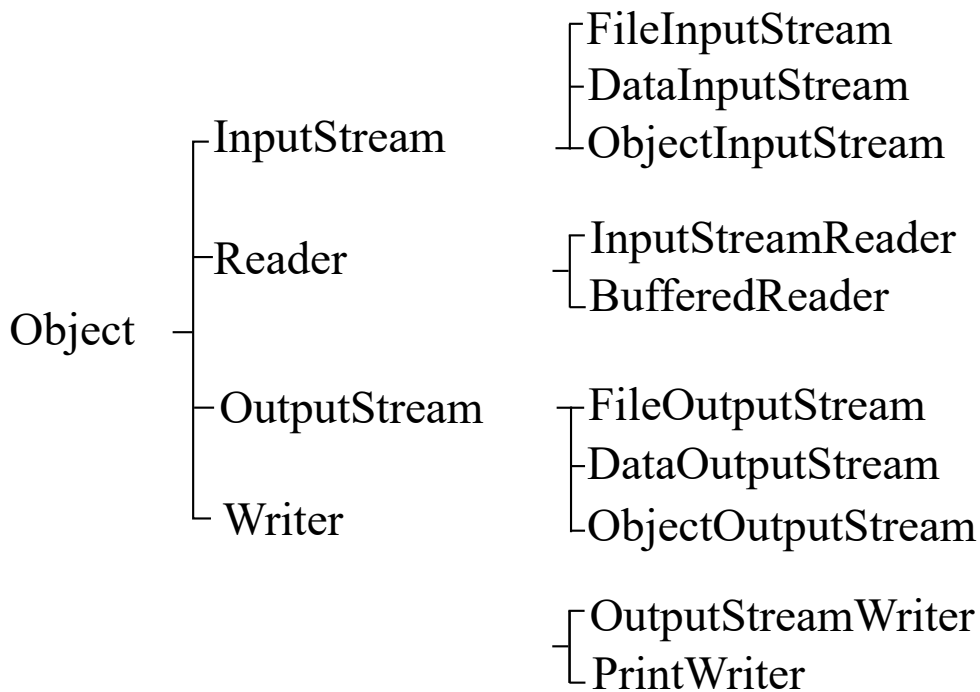 Object
InputStream
Reader
OutputStream
Writer
FileInputStream
DataInputStream
ObjectInputStream
InputStreamReader
BufferedReader
FileOutputStream
DataOutputStream
ObjectOutputStream
OutputStreamWriter
PrintWriter